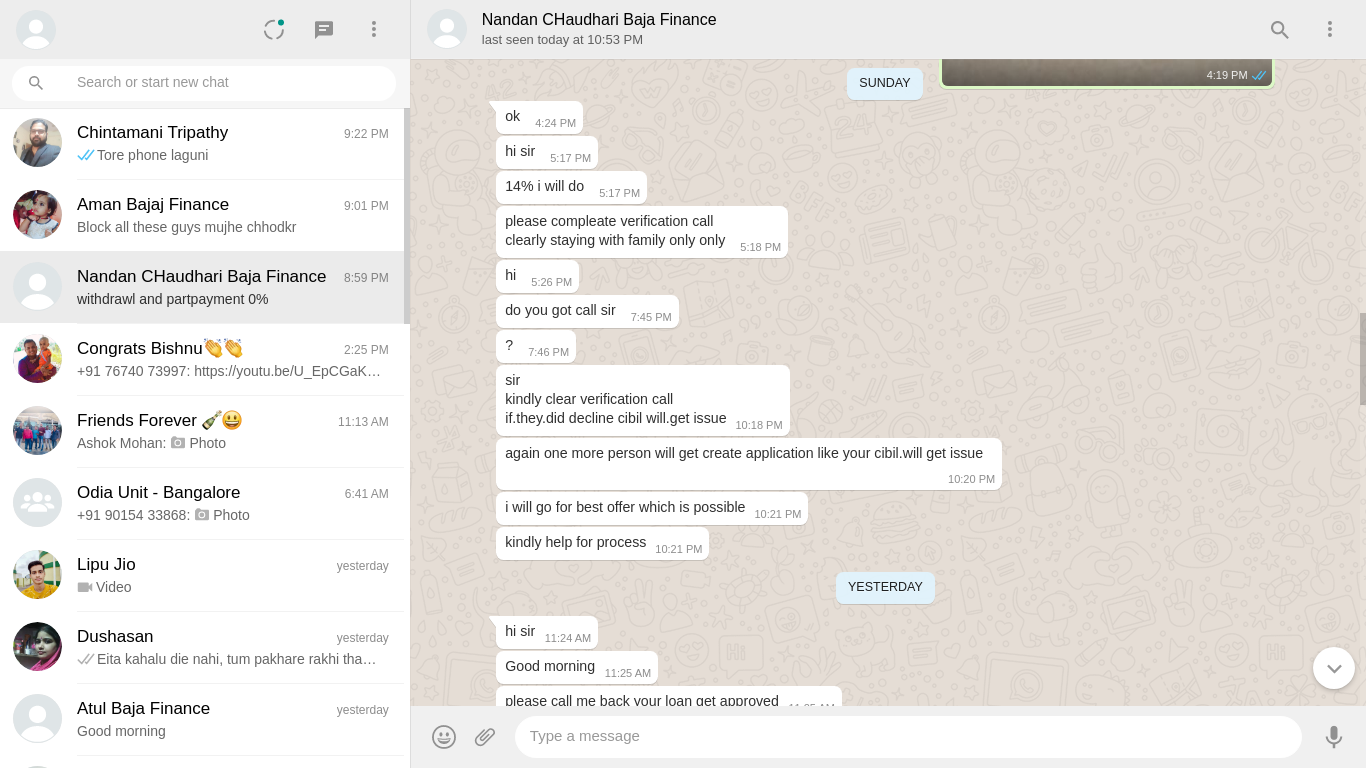 Search or start new chat
Chintamani Tripathy 9:22 PM
Tore phone laguni
Aman Bajaj Finance 9:01 PM
Block all these guys mujhe chhodkr
Nandan CHaudhari Baja Finance 8:59 PM
withdrawl and partpayment 0%
Congrats Bishnu👏👏 2:25 PM
+91 76740 73997: https://youtu.be/U_EpCGaK…
Friends Forever 🍾😃 11:13 AM
Ashok Mohan: Photo
Odia Unit - Bangalore 6:41 AM
+91 90154 33868: Photo
Lipu Jio yesterday
Video
Dushasan yesterday
Eita kahalu die nahi, tum pakhare rakhi tha…
Atul Baja Finance yesterday
Good morning
Nandan CHaudhari Baja Finance
last seen today at 10:53 PM
4:19 PM
SUNDAY
ok 4:24 PM
hi sir 5:17 PM
14% i will do 5:17 PM
please compleate verification call
clearly staying with family only only 5:18 PM
hi 5:26 PM
do you got call sir 7:45 PM
? 7:46 PM
sir
kindly clear verification call
if.they.did decline cibil will.get issue 10:18 PM
again one more person will get create application like your cibil.will get issue
10:20 PM
i will go for best offer which is possible 10:21 PM
kindly help for process 10:21 PM
YESTERDAY
hi sir 11:24 AM
Good morning 11:25 AM
please call me back your loan get approved 11:25 AM
Type a message